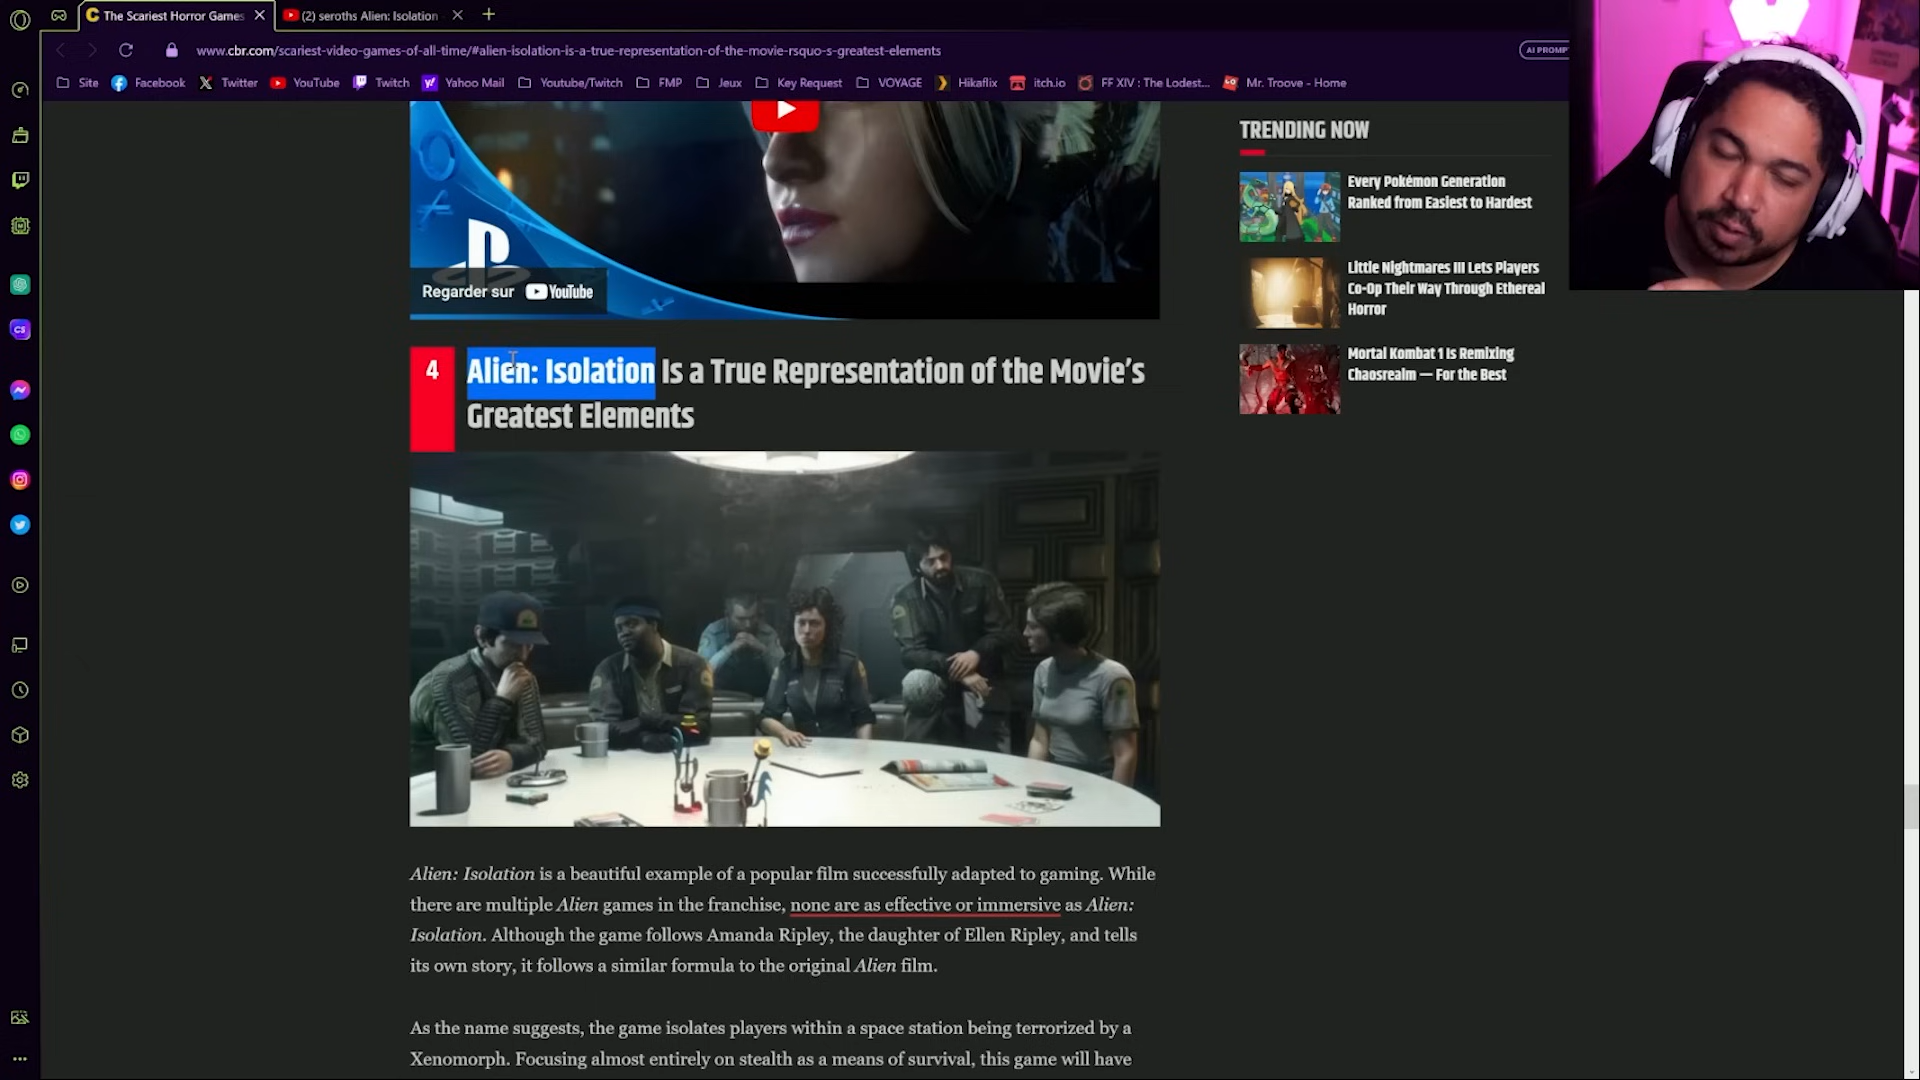 The Scariest Horror Games
(2) seroths Alien: Isolation
www.cbr.com/scariest-video-games-of-all-time/#alien-isolation-is-a-true-representation-of-the-movie-rsquo-s-greatest-elements
AI PROMP
Site Facebook Twitter YouTube Twitch Yahoo Mail Youtube/Twitch FMP Jeux Key Request VOYAGE Hikaflix itch.io FF XIV : The Lodest... Mr. Troove - Home
Regarder sur YouTube
4
Alien: Isolation Is a True Representation of the Movie's
Greatest Elements
Alien: Isolation is a beautiful example of a popular film successfully adapted to gaming. While
there are multiple Alien games in the franchise, none are as effective or immersive as Alien:
Isolation. Although the game follows Amanda Ripley, the daughter of Ellen Ripley, and tells
its own story, it follows a similar formula to the original Alien film.
As the name suggests, the game isolates players within a space station being terrorized by a
Xenomorph. Focusing almost entirely on stealth as a means of survival, this game will have
TRENDING NOW
Every Pokémon Generation
Ranked from Easiest to Hardest
Little Nightmares III Lets Players
Co-Op Their Way Through Ethereal
Horror
Mortal Kombat 1 Is Remixing
Chaosrealm — For the Best
CS